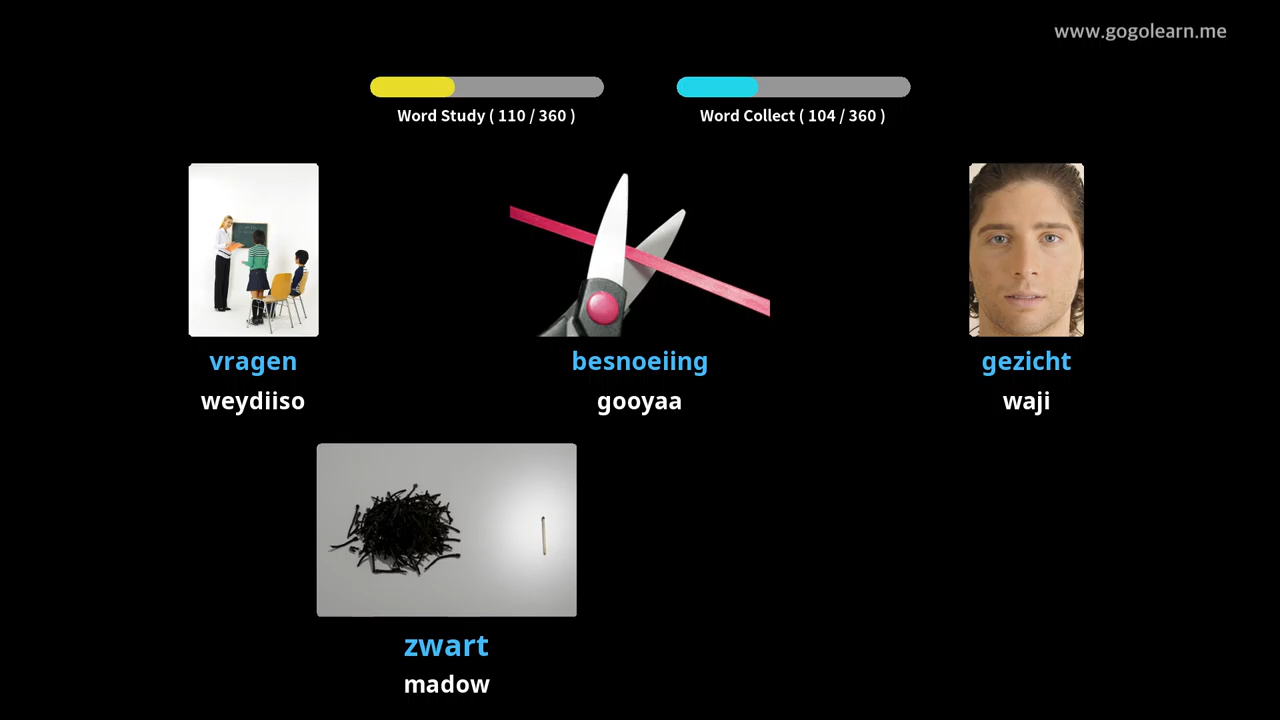 www.gogolearn.me
Word Study ( 110 / 360 )
Word Collect ( 104 / 360 )
vragen
weydiiso
besnoeiing
gooyaa
gezicht
waji
zwart
madow